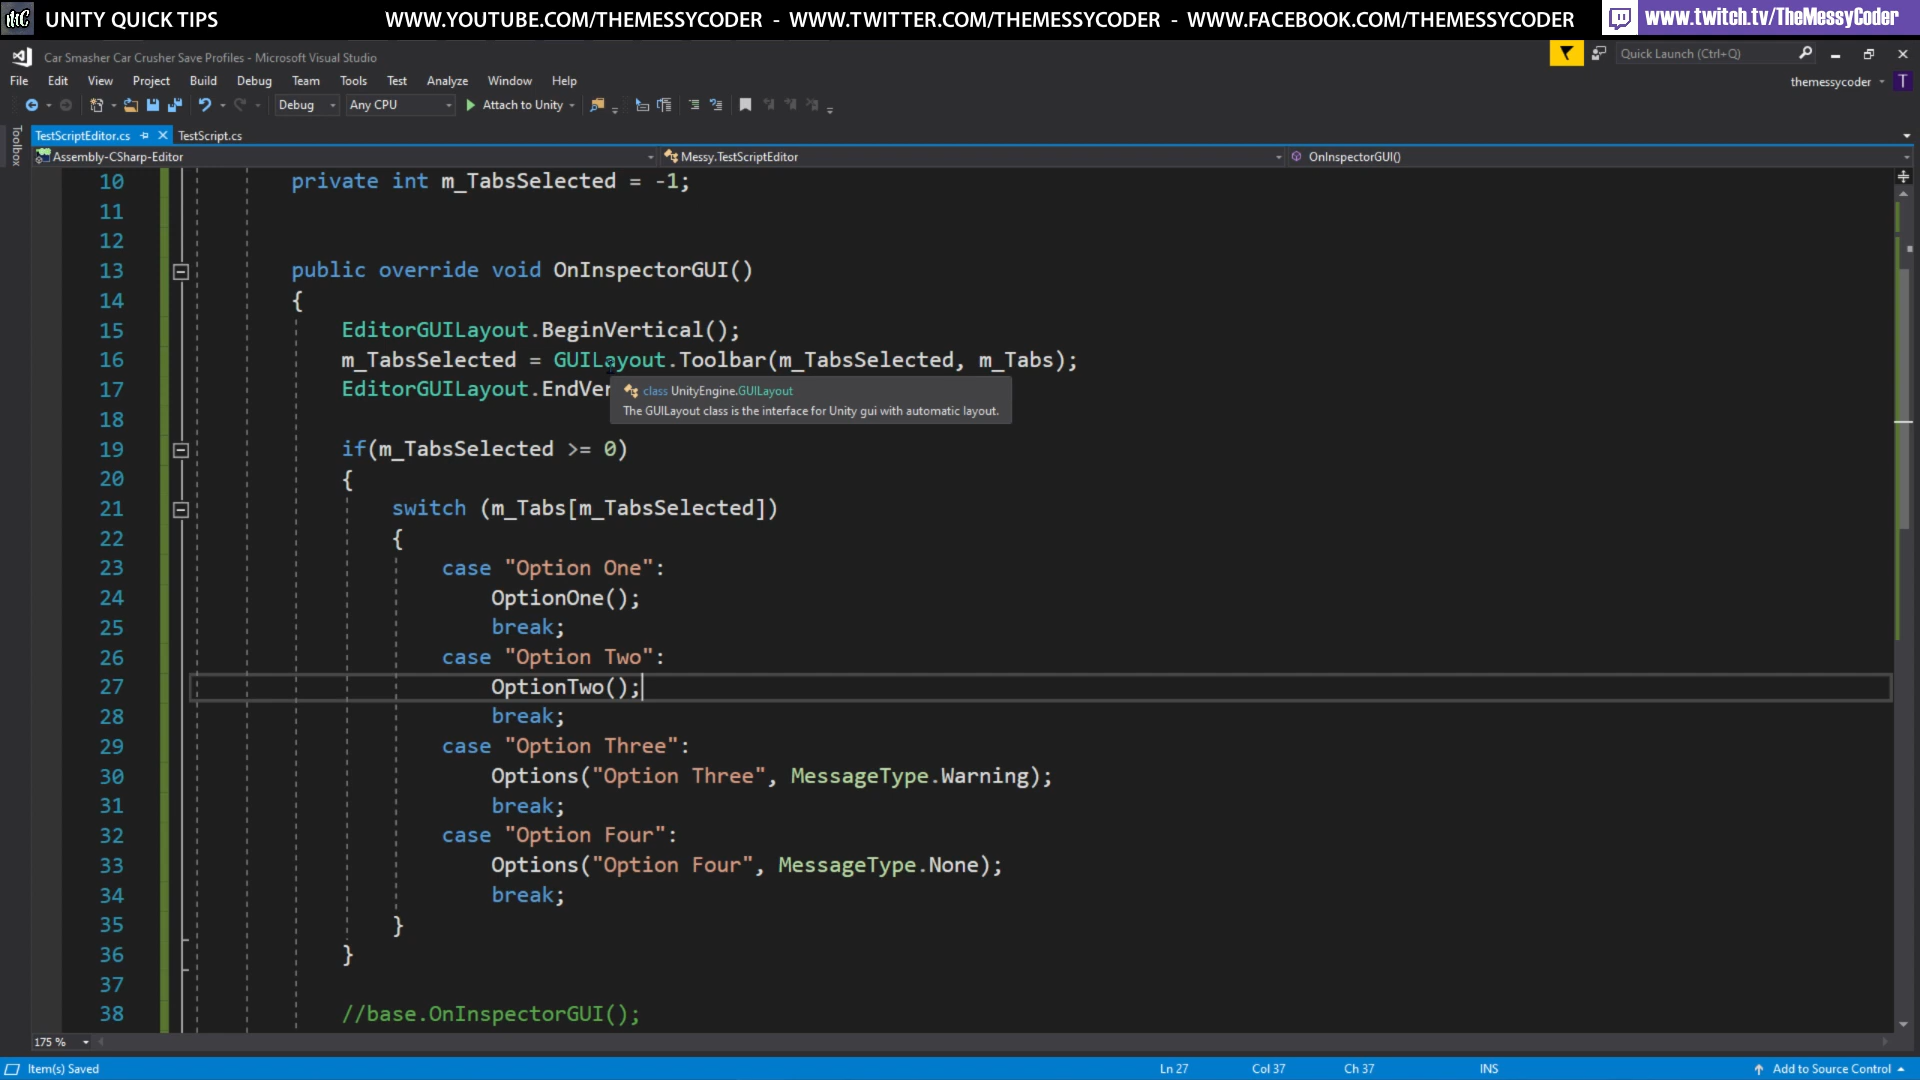 UNITY QUICK TIPS WWW.YOUTUBE.COM/THEMESSYCODER - WWW.TWITTER.COM/THEMESSYCODER - WWW.FACEBOOK.COM/THEMESSYCODER www.twitch.tv/TheMessyCoder
Car Smasher Car Crusher Save Profiles - Microsoft Visual Studio Quick Launch (Ctrl+Q)
File Edit View Project Build Debug Team Tools Test Analyze Window Help themessycoder T
Debug Any CPU Attach to Unity
Toolbox
TestScriptEditor.cs TestScript.cs
Assembly-CSharp-Editor Messy.TestScriptEditor OnInspectorGUI()
10 private int m_TabsSelected = -1;
11
12
13 public override void OnInspectorGUI()
14 {
15 EditorGUILayout.BeginVertical();
16 m_TabsSelected = GUILayout.Toolbar(m_TabsSelected, m_Tabs);
17 EditorGUILayout.EndVer
class UnityEngine.GUILayout
The GUILayout class is the interface for Unity gui with automatic layout.
18
19 if(m_TabsSelected >= 0)
20 {
21 switch (m_Tabs[m_TabsSelected])
22 {
23 case "Option One":
24 OptionOne();
25 break;
26 case "Option Two":
27 OptionTwo();
28 break;
29 case "Option Three":
30 Options("Option Three", MessageType.Warning);
31 break;
32 case "Option Four":
33 Options("Option Four", MessageType.None);
34 break;
35 }
36 }
37
38 //base.OnInspectorGUI();
175 %
Item(s) Saved Ln 27 Col 37 Ch 37 INS Add to Source Control